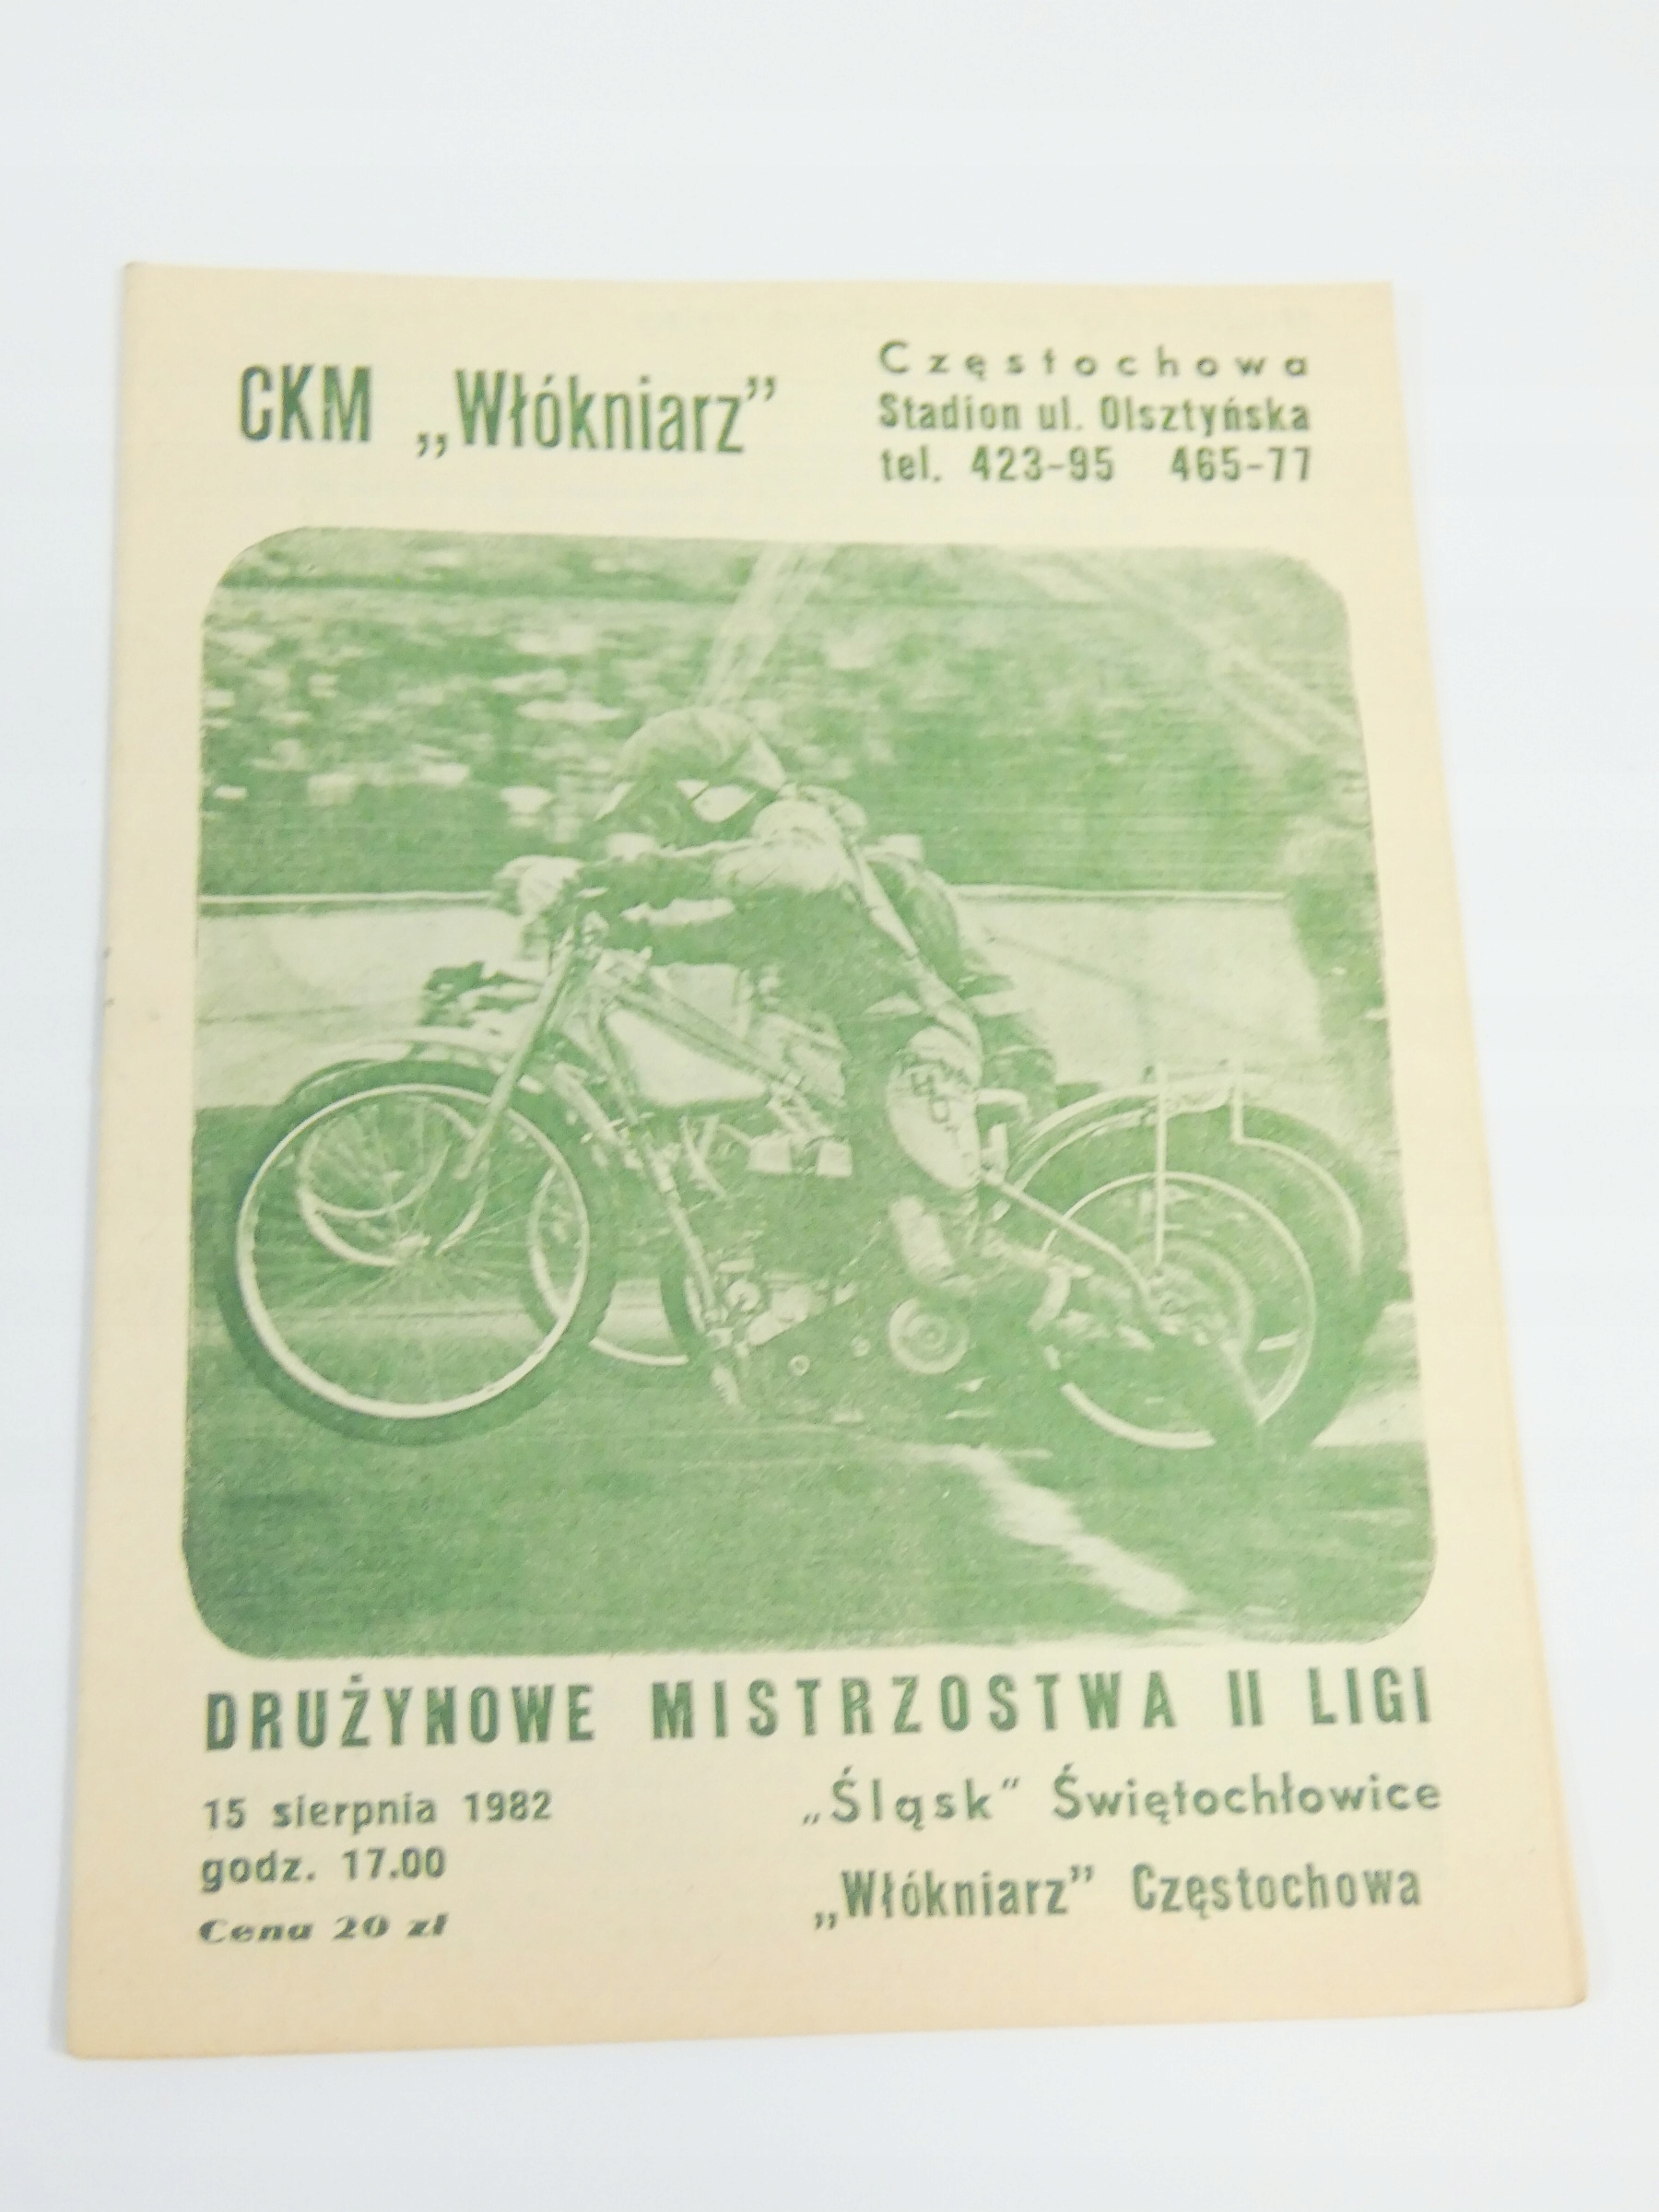 CKM „Włókniarz”
Częstochowa
Stadion ul. Olsztyńska
tel. 423-95 465-77
DRUŻYNOWE MISTRZOSTWA II LIGI
15 sierpnia 1982
godz. 17.00
Cena 20 zł
„Śląsk” Świętochłowice
„Włókniarz” Częstochowa